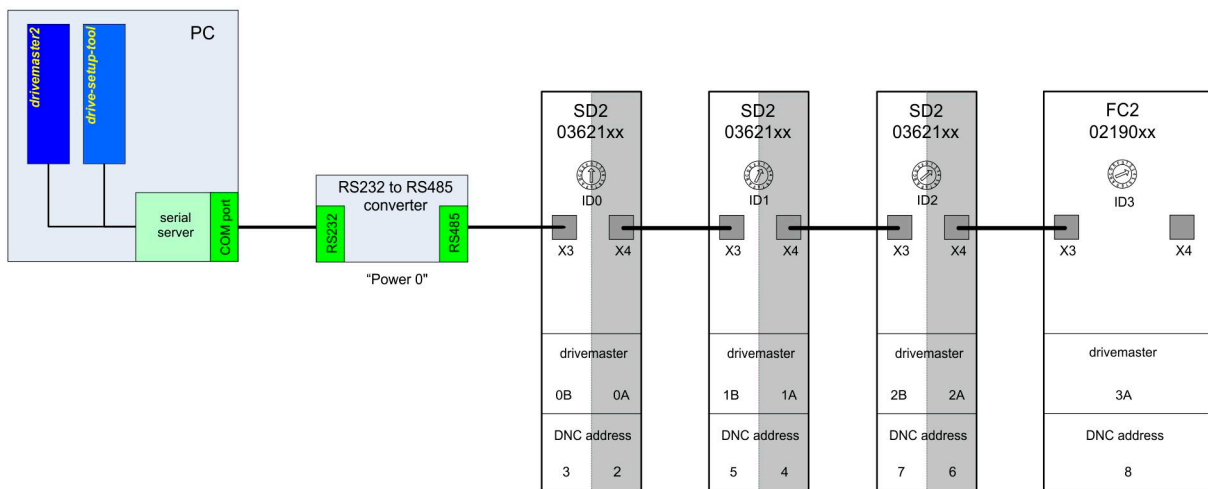 PC
drivemaster2
drive-setup-tool
serial
server
COM port
RS232 to RS485
converter
RS232
RS485
“Power 0"
SD2
03621xx
ID0
X3 X4
drivemaster
0B 0A
DNC address
3 2
SD2
03621xx
ID1
X3 X4
drivemaster
1B 1A
DNC address
5 4
SD2
03621xx
ID2
X3 X4
drivemaster
2B 2A
DNC address
7 6
FC2
02190xx
ID3
X3 X4
drivemaster
3A
DNC address
8